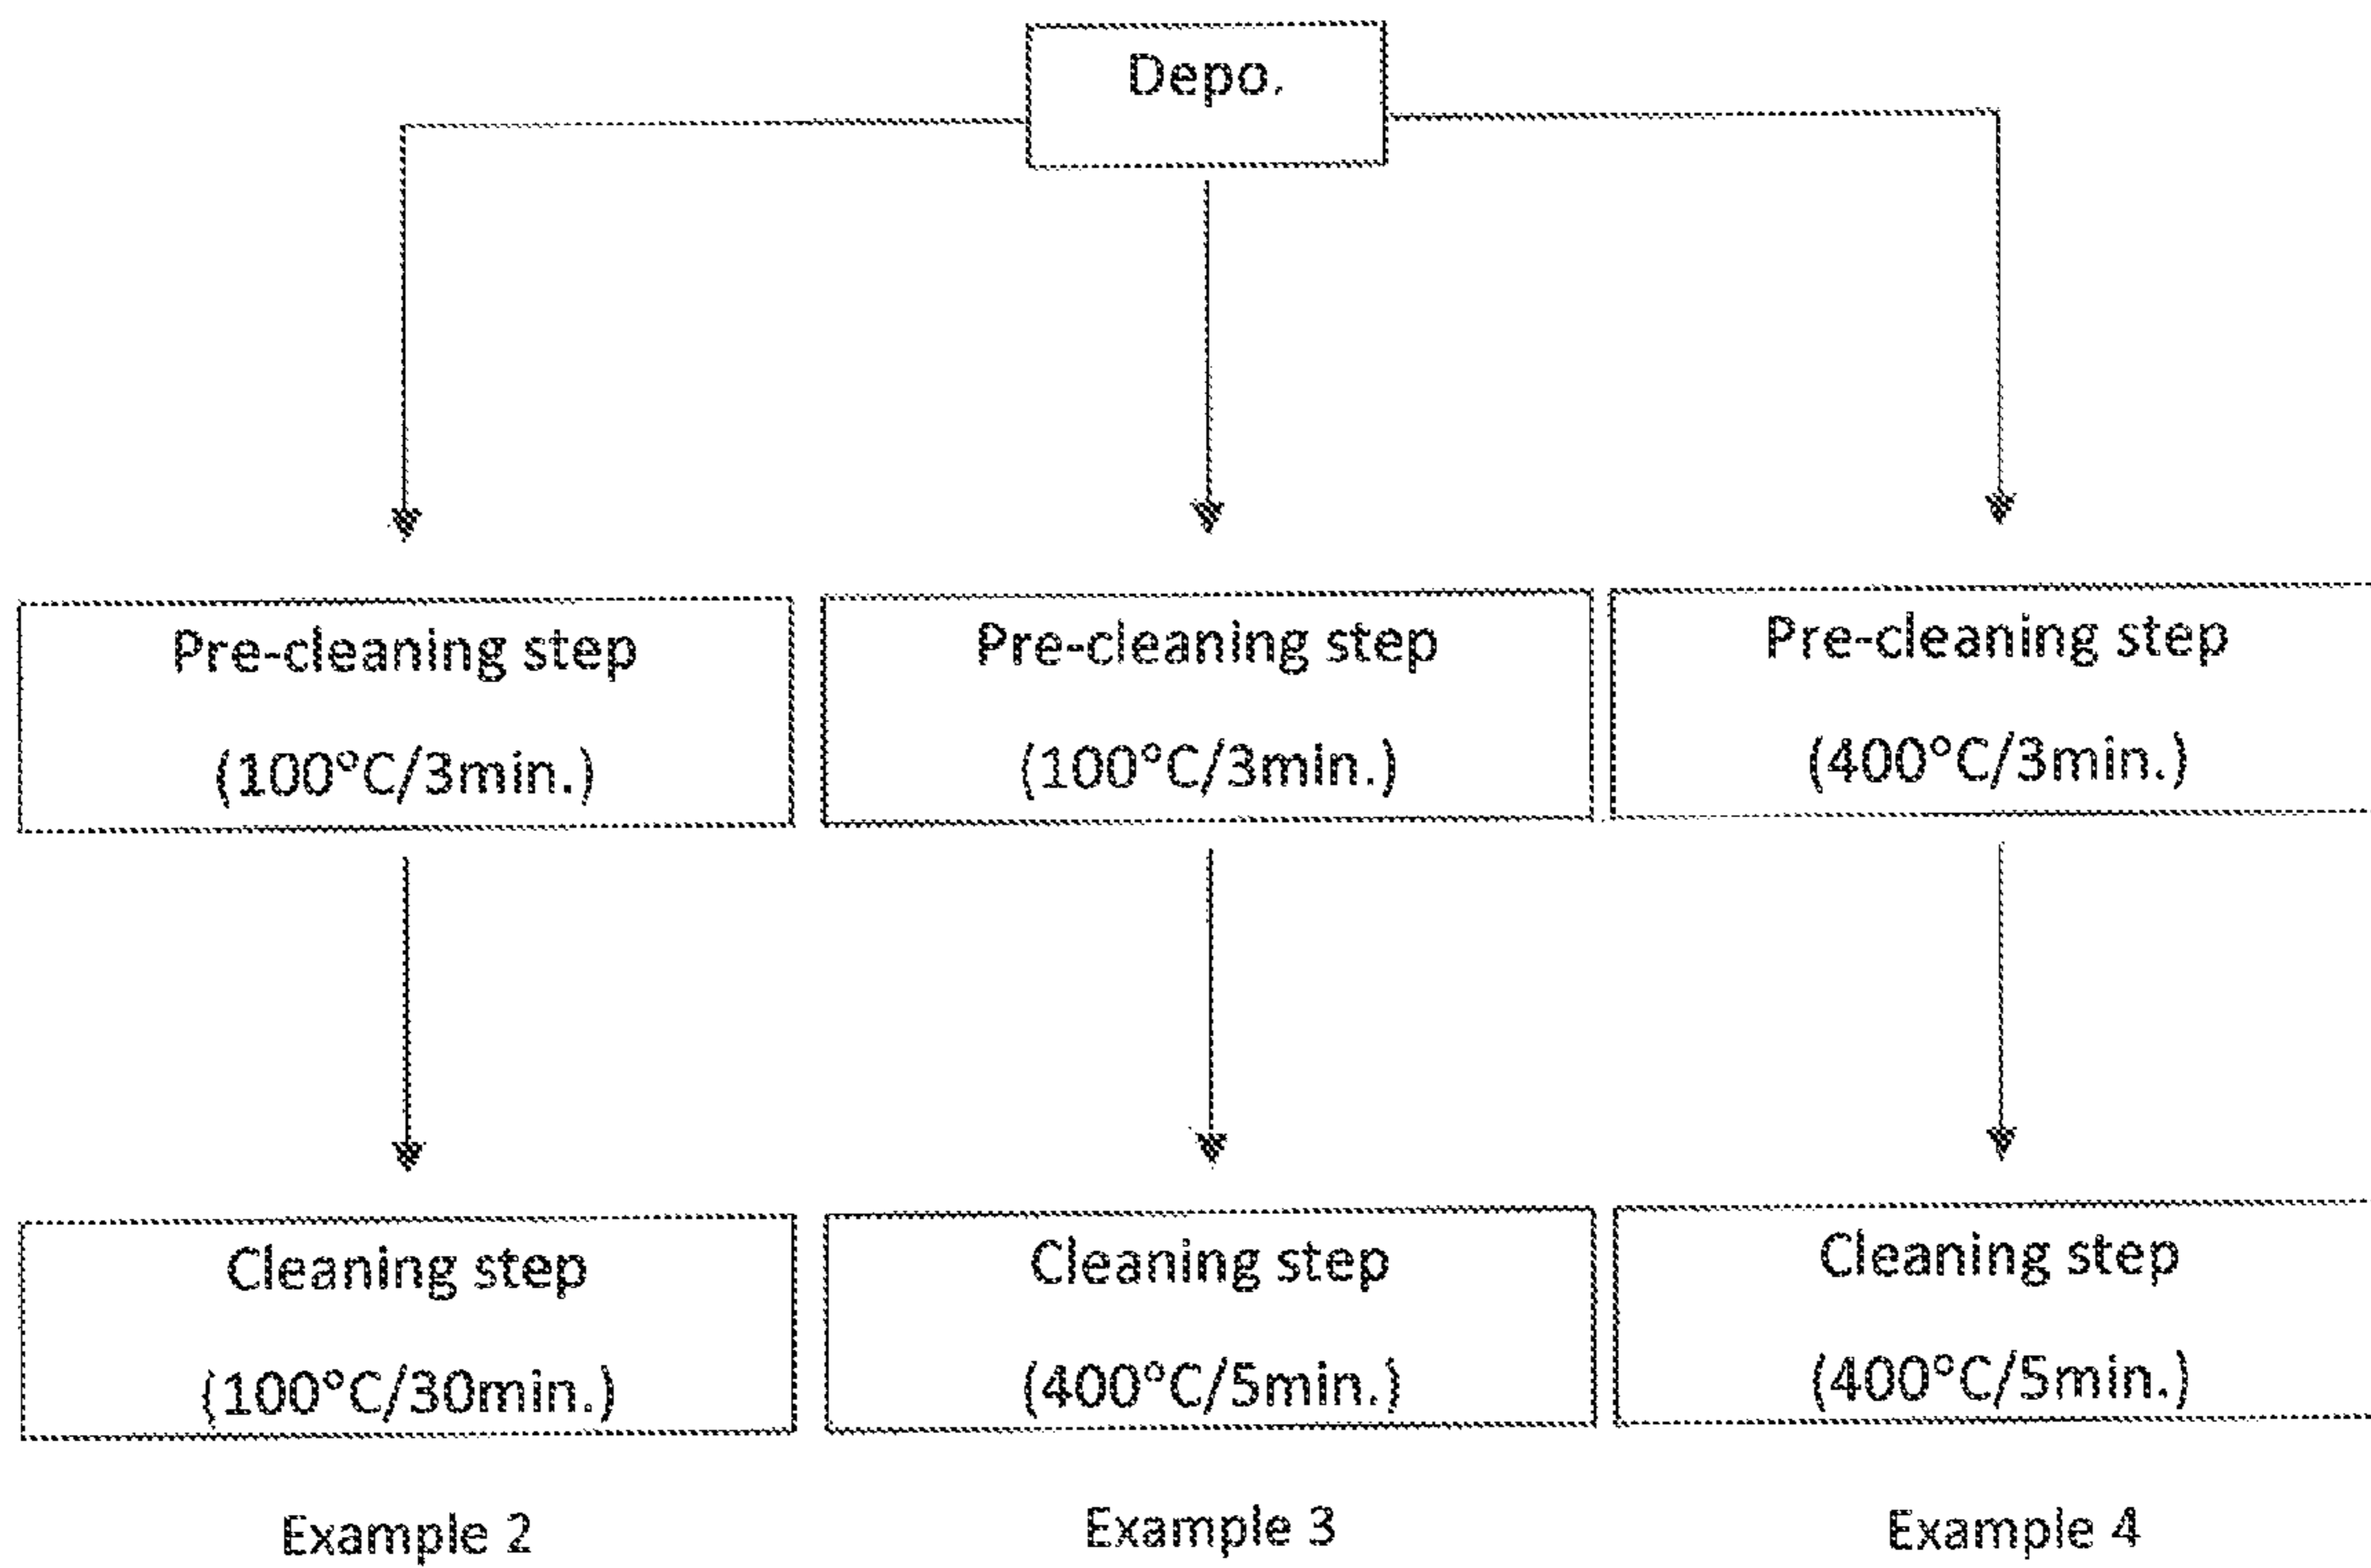 Depo.
Pre-cleaning step
(100°C/3min.)
Pre-cleaning step
(100°C/3min.)
Pre-cleaning step
(400°C/3min.)
Cleaning step
(100°C/30min.)
Cleaning step
(400°C/5min.)
Cleaning step
(400°C/5min.)
Example 2
Example 3
Example 4